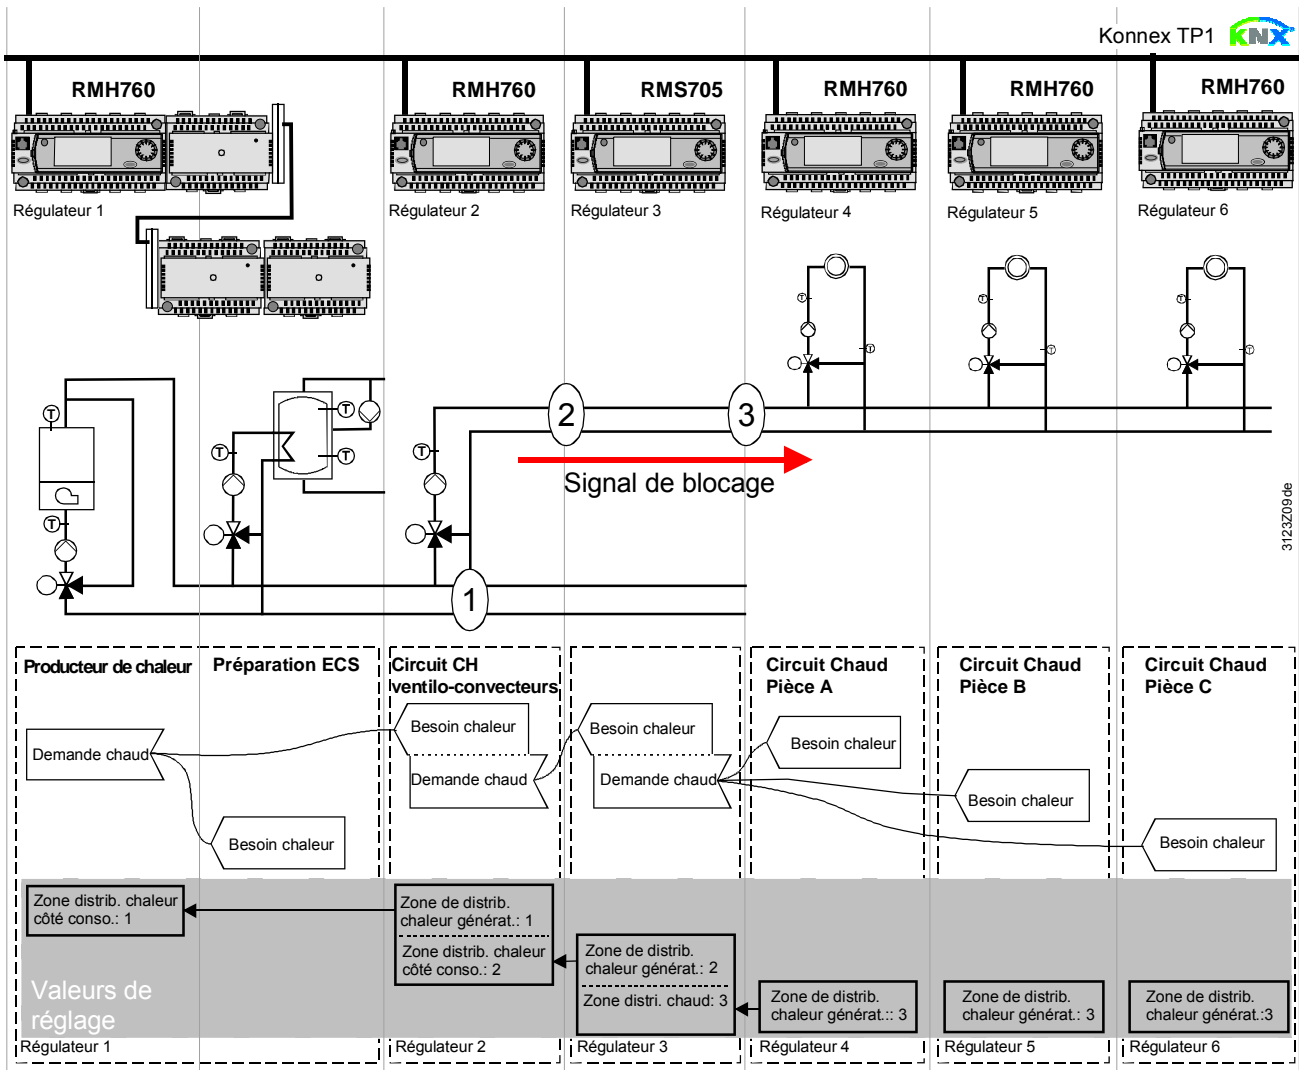 Konnex TP1 KNX
RMH760
RMH760
RMS705
RMH760
RMH760
RMH760
Régulateur 1
Régulateur 2
Régulateur 3
Régulateur 4
Régulateur 5
Régulateur 6
T
T
T
T
T
T
T
T
T
T
T
T
T
2
3
Signal de blocage
1
3123Z09de
Producteur de chaleur
Préparation ECS
Circuit CH
ventilo-convecteurs
Circuit Chaud
Pièce A
Circuit Chaud
Pièce B
Circuit Chaud
Pièce C
Demande chaud
Besoin chaleur
Besoin chaleur
Demande chaud
Besoin chaleur
Demande chaud
Besoin chaleur
Besoin chaleur
Besoin chaleur
Zone distrib. chaleur
côté conso.: 1
Zone de distrib.
chaleur générat.: 1
Zone distrib. chaleur
côté conso.: 2
Zone de distrib.
chaleur générat.: 2
Zone distri. chaud: 3
Zone de distrib.
chaleur générat.:: 3
Zone de distrib.
chaleur générat.: 3
Zone de distrib.
chaleur générat.:3
Valeurs de
réglage
Régulateur 1
Régulateur 2
Régulateur 3
Régulateur 4
Régulateur 5
Régulateur 6